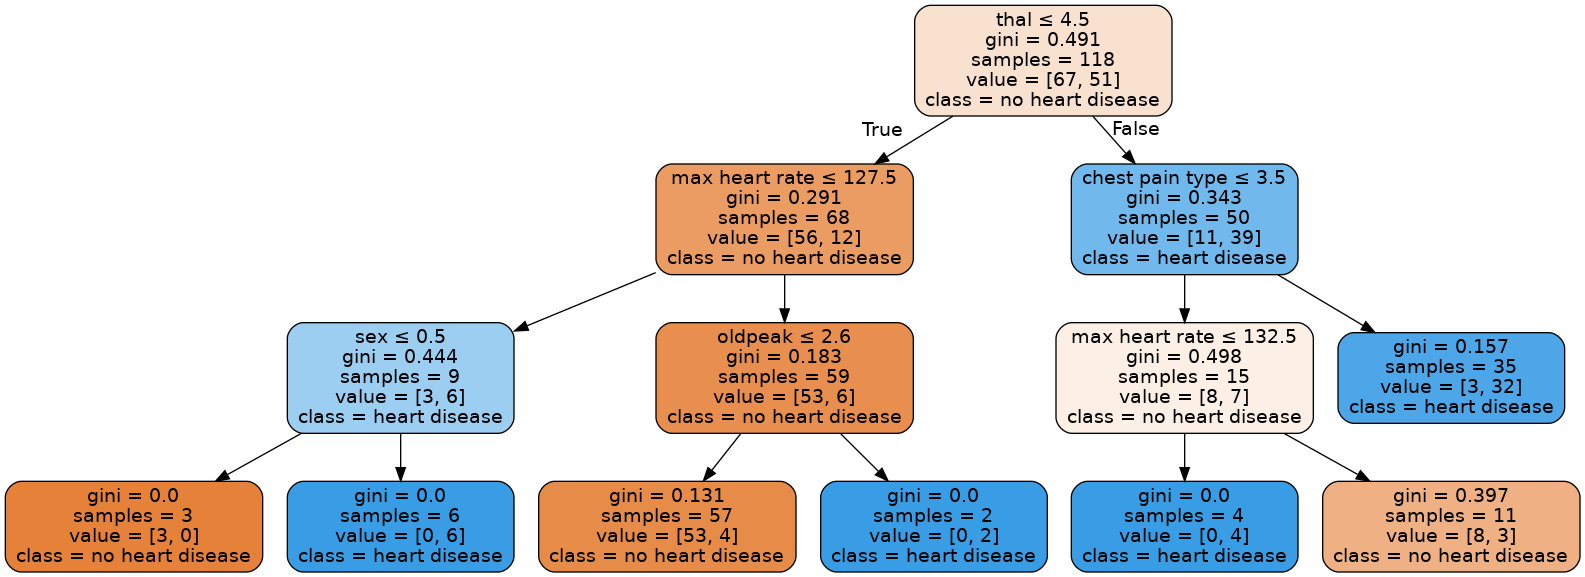 thal ≤ 4.5
gini = 0.491
samples = 118
value = [67, 51]
class = no heart disease
True
False
max heart rate ≤ 127.5
gini = 0.291
samples = 68
value = [56, 12]
class = no heart disease
chest pain type ≤ 3.5
gini = 0.343
samples = 50
value = [11, 39]
class = heart disease
sex ≤ 0.5
gini = 0.444
samples = 9
value = [3, 6]
class = heart disease
oldpeak ≤ 2.6
gini = 0.183
samples = 59
value = [53, 6]
class = no heart disease
max heart rate ≤ 132.5
gini = 0.498
samples = 15
value = [8, 7]
class = no heart disease
gini = 0.157
samples = 35
value = [3, 32]
class = heart disease
gini = 0.0
samples = 3
value = [3, 0]
class = no heart disease
gini = 0.0
samples = 6
value = [0, 6]
class = heart disease
gini = 0.131
samples = 57
value = [53, 4]
class = no heart disease
gini = 0.0
samples = 2
value = [0, 2]
class = heart disease
gini = 0.0
samples = 4
value = [0, 4]
class = heart disease
gini = 0.397
samples = 11
value = [8, 3]
class = no heart disease